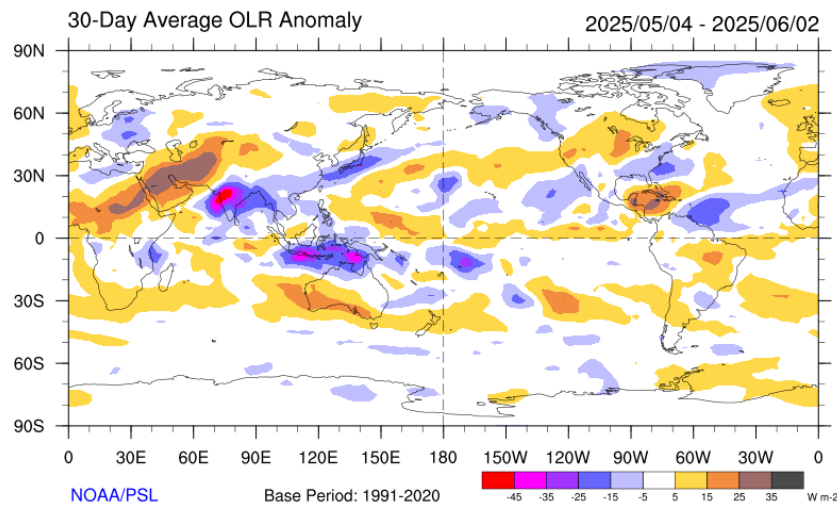 30-Day Average OLR Anomaly 2025/05/04 - 2025/06/02
90N
60N
30N
0
30S
60S
90S
0 30E 60E 90E 120E 150E 180 150W 120W 90W 60W 30W 0
NOAA/PSL Base Period: 1991-2020
-45 -35 -25 -15 -5 5 15 25 35 W m-2